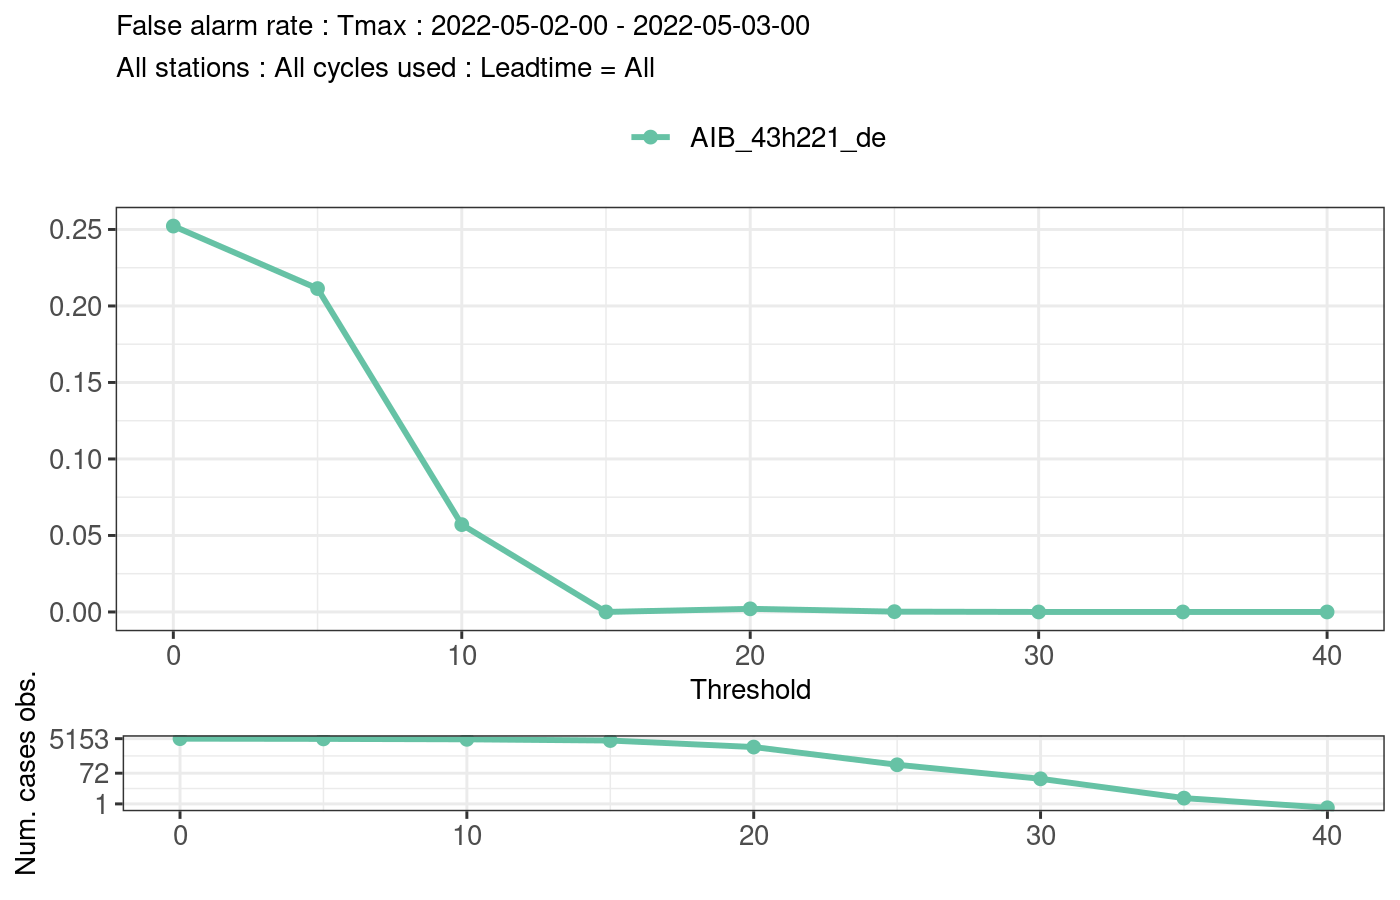 False alarm rate : Tmax : 2022-05-02-00 - 2022-05-03-00
All stations : All cycles used : Leadtime = All
AIB_43h221_de
0.25
0.20
0.15
0.10
0.05
0.00
0 10 20 30 40
Threshold
Num. cases obs.
5153
72
1
0 10 20 30 40